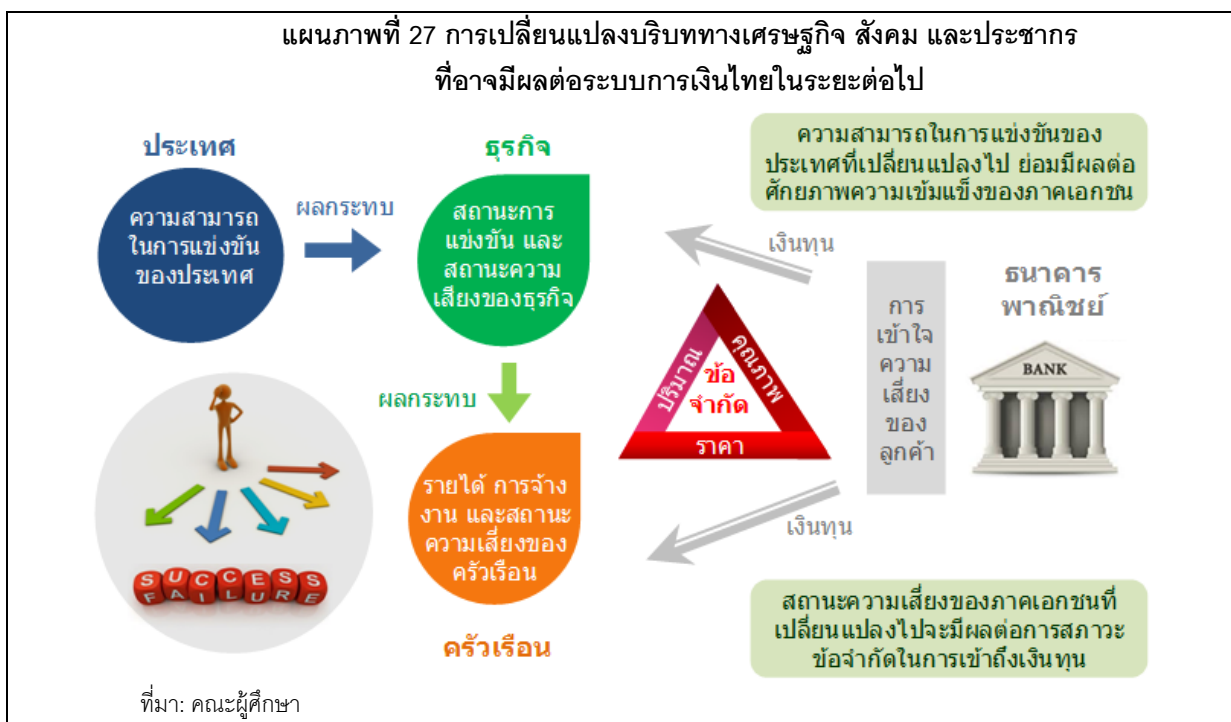 แผนภาพที่ 27 การเปลี่ยนแปลงบริบททางเศรษฐกิจ สังคม และประชากร
ที่อาจมีผลต่อระบบการเงินไทยในระยะต่อไป
ประเทศ
ความสามารถ
ในการแข่งขัน
ของประเทศ
ผลกระทบ
ธุรกิจ
สถานะการ
แข่งขัน และ
สถานะความ
เสี่ยงของธุรกิจ
ผลกระทบ
รายได้ การจ้าง
งาน และสถานะ
ความเสี่ยงของ
ครัวเรือน
ครัวเรือน
SUCCESS
FAILURE
ความสามารถในการแข่งขันของ
ประเทศที่เปลี่ยนแปลงไป ย่อมมีผลต่อ
ศักยภาพความเข้มแข็งของภาคเอกชน
เงินทุน
ปริมาณ
คุณภาพ
ข้อ
จำกัด
ราคา
การ
เข้าใจ
ความ
เสี่ยง
ของ
ลูกค้า
ธนาคาร
พาณิชย์
BANK
เงินทุน
สถานะความเสี่ยงของภาคเอกชนที่
เปลี่ยนแปลงไปจะมีผลต่อการสภาวะ
ข้อจำกัดในการเข้าถึงเงินทุน
ที่มา: คณะผู้ศึกษา